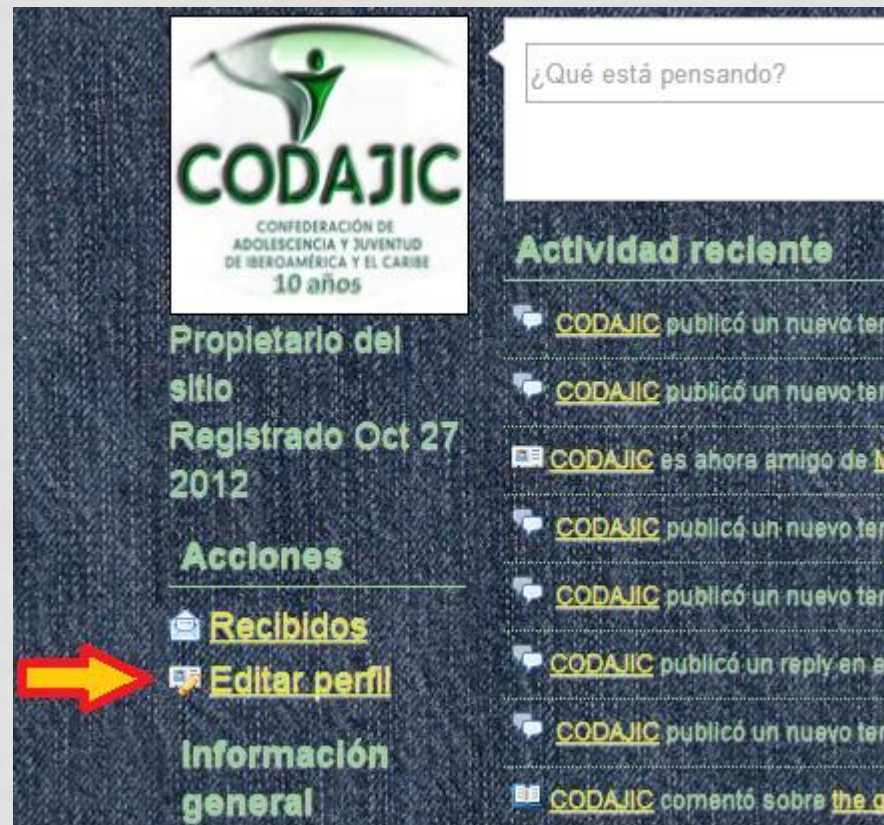 CODAJIC
CONFEDERACIÓN DE
ADOLESCENCIA Y JUVENTUD
DE IBEROAMÉRICA Y EL CARIBE
10 años
Propietario del
sitio
Registrado Oct 27
2012
Acciones
Recibidos
Editar perfil
Información
general
¿Qué está pensando?
Actividad reciente
CODAJIC publicó un nuevo
CODAJIC publicó un nuevo
CODAJIC es ahora amigo de
CODAJIC publicó un nuevo
CODAJIC publicó un nuevo
CODAJIC publicó un reply en
CODAJIC publicó un nuevo
CODAJIC comentó sobre the